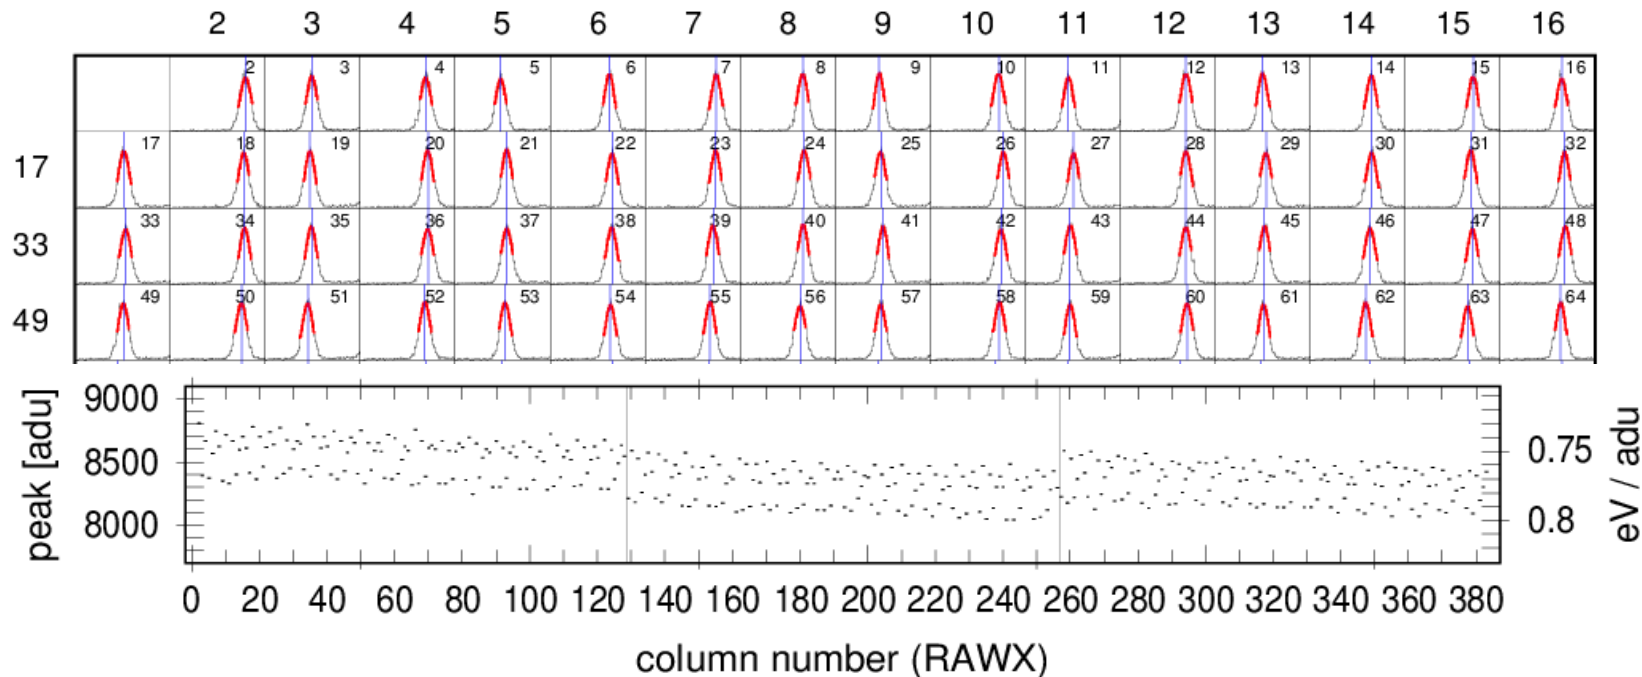 2 3 4 5 6 7 8 9 10 11 12 13 14 15 16
2 3 4 5 6 7 8 9 10 11 12 13 14 15 16
17 17 18 19 20 21 22 23 24 25 26 27 28 29 30 31 32
33 33 34 35 36 37 38 39 40 41 42 43 44 45 46 47 48
49 49 50 51 52 53 54 55 56 57 58 59 60 61 62 63 64
peak [adu]
9000
8500
8000
0.75
0.8
eV / adu
0 20 40 60 80 100 120 140 160 180 200 220 240 260 280 300 320 340 360 380
column number (RAWX)